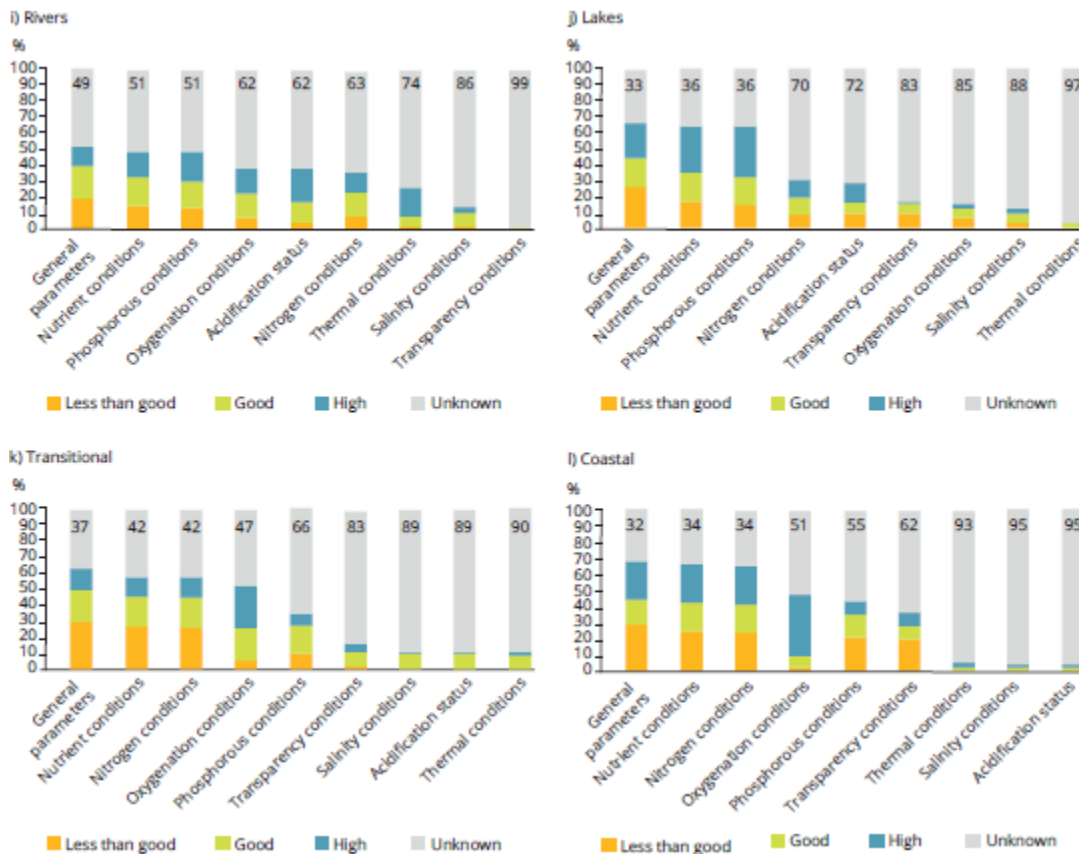 i) Rivers
%
100
90
80
70
60
50
40
30
20
10
0
49 51 51 62 62 63 74 86 99
General parameters
Nutrient conditions
Phosphorous conditions
Oxygenation conditions
Acidification status
Nitrogen conditions
Thermal conditions
Salinity conditions
Transparency conditions
Less than good Good High Unknown
j) Lakes
%
100
90
80
70
60
50
40
30
20
10
0
33 36 36 70 72 83 85 88 97
General parameters
Nutrient conditions
Phosphorous conditions
Nitrogen conditions
Acidification status
Transparency conditions
Oxygenation conditions
Salinity conditions
Thermal conditions
Less than good Good High Unknown
k) Transitional
%
100
90
80
70
60
50
40
30
20
10
0
37 42 42 47 66 83 89 89 90
General parameters
Nutrient conditions
Nitrogen conditions
Oxygenation conditions
Phosphorous conditions
Transparency conditions
Salinity conditions
Acidification status
Thermal conditions
Less than good Good High Unknown
l) Coastal
%
100
90
80
70
60
50
40
30
20
10
0
32 34 34 51 55 62 93 95 95
General parameters
Nutrient conditions
Nitrogen conditions
Oxygenation conditions
Phosphorous conditions
Transparency conditions
Thermal conditions
Salinity conditions
Acidification status
Less than good Good High Unknown